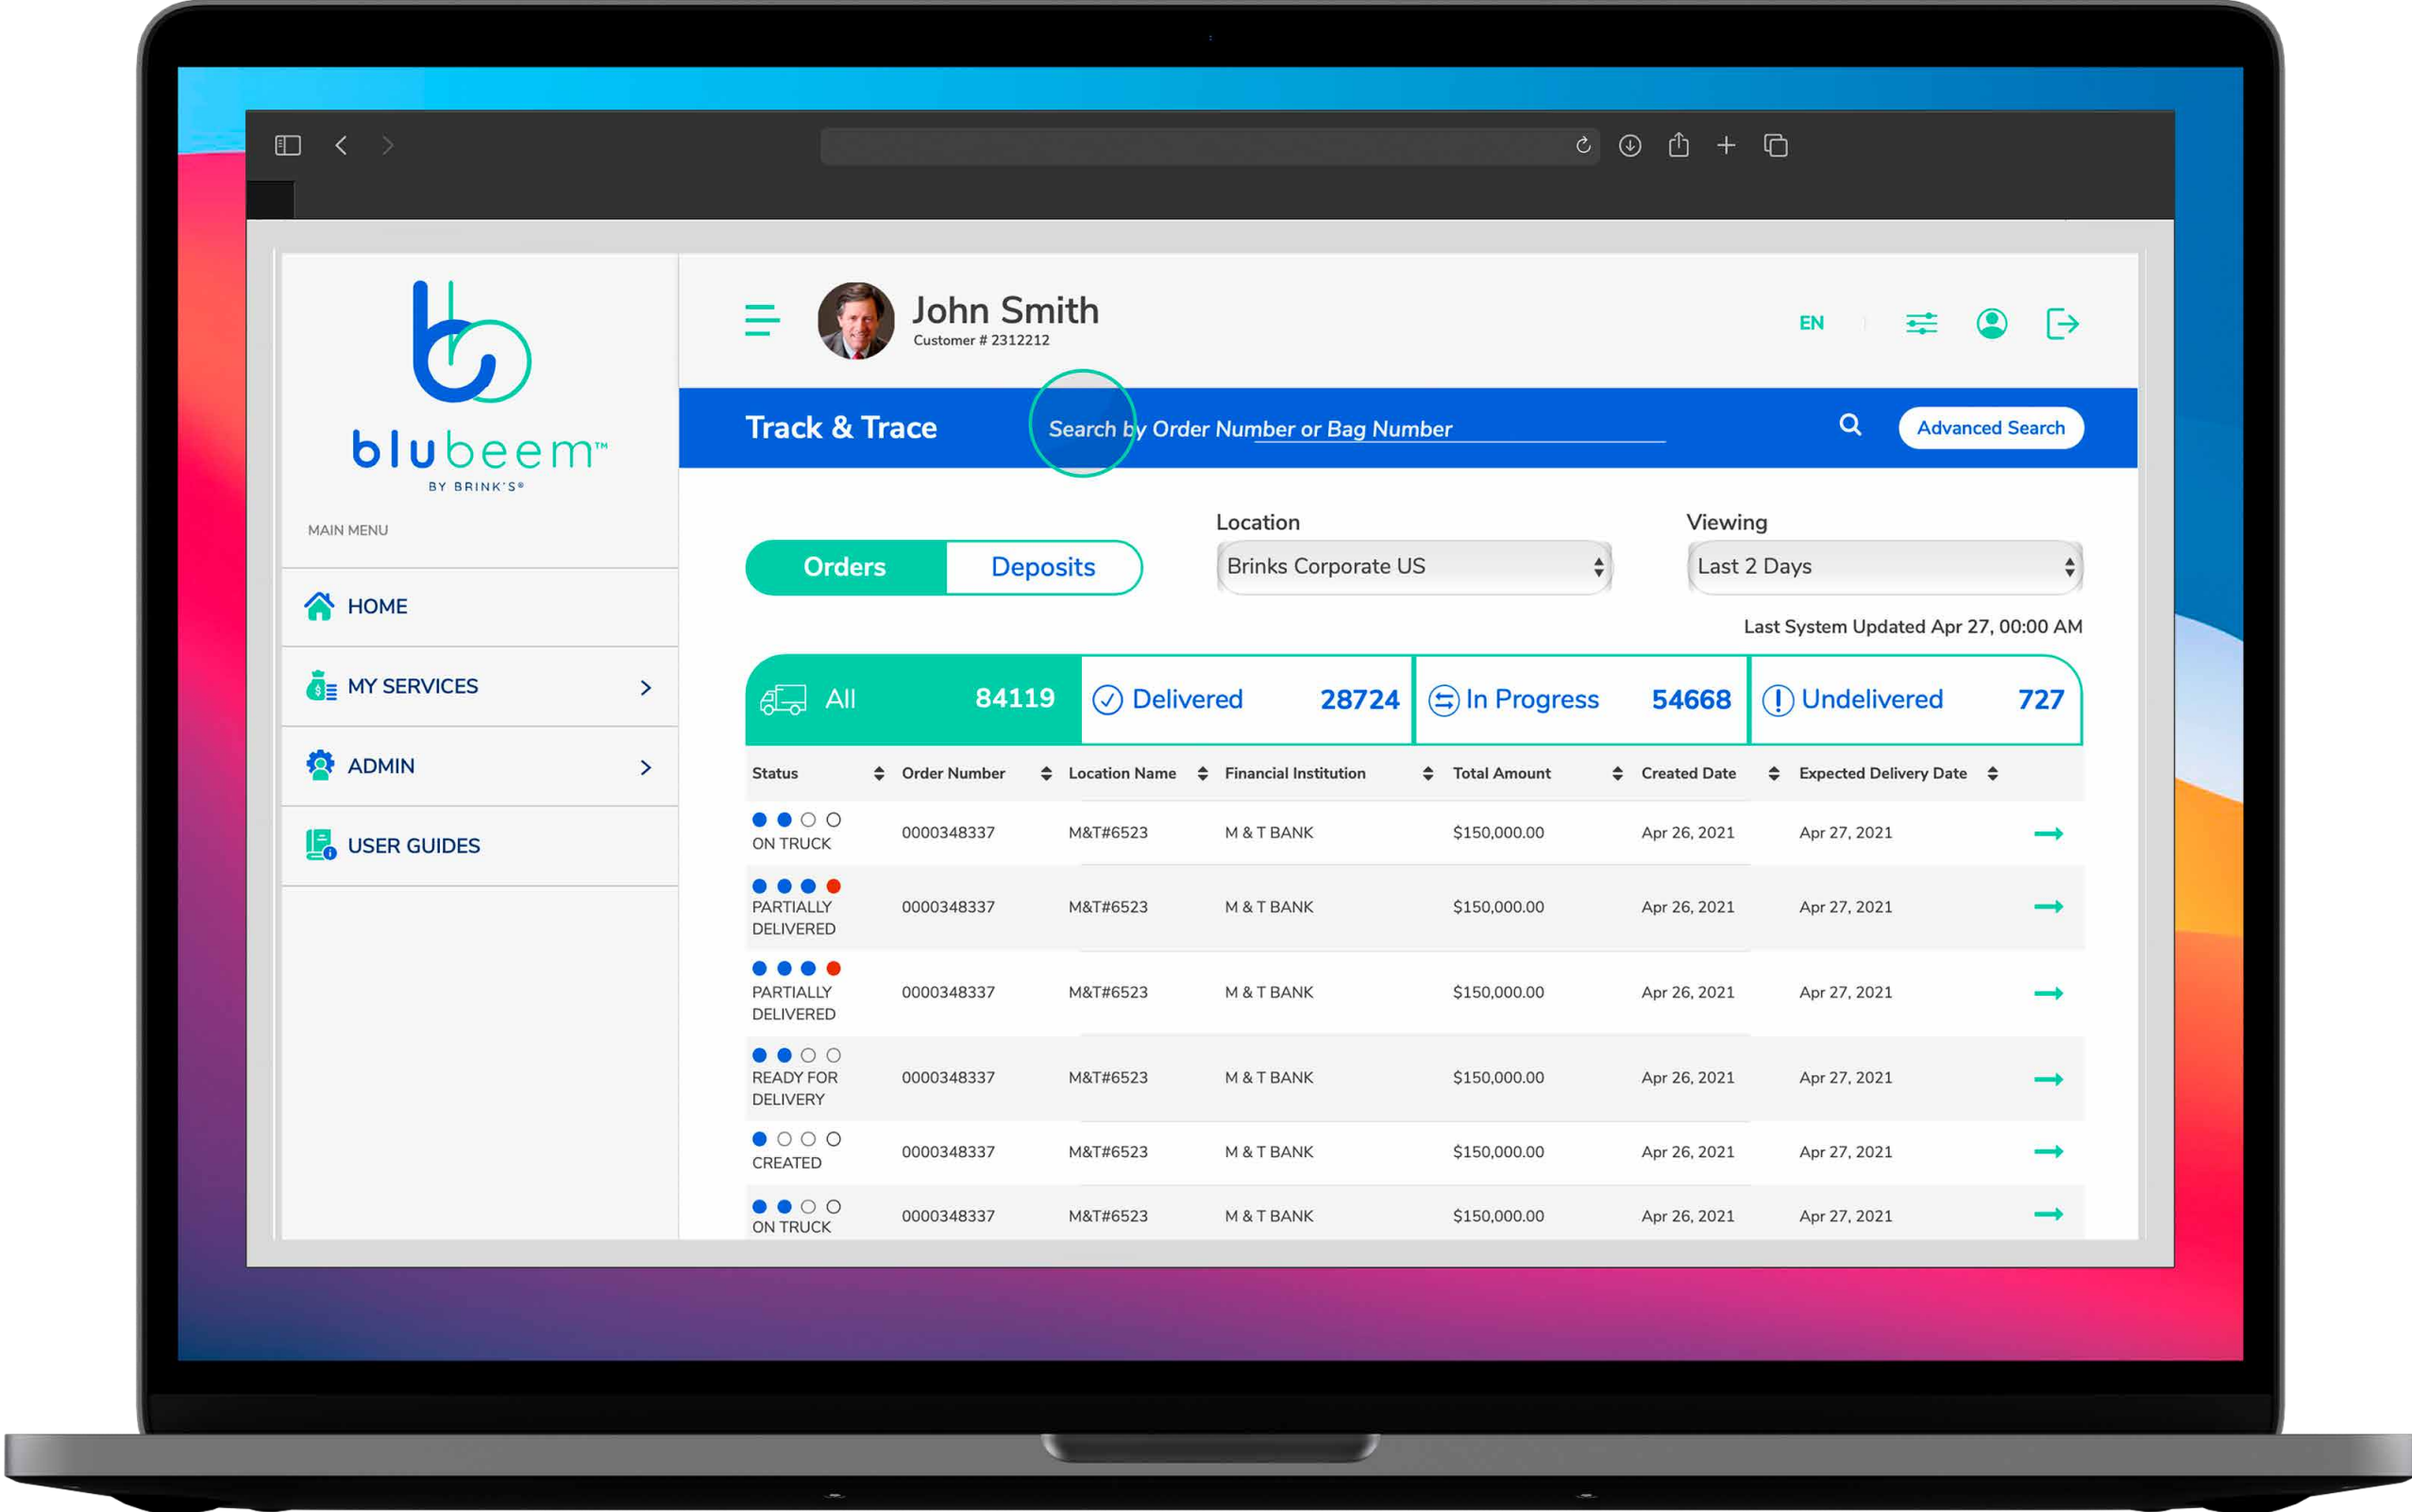 blubeem™
BY BRINK'S®
MAIN MENU
HOME
MY SERVICES
ADMIN
USER GUIDES
John Smith
Customer # 2312212
EN
Track & Trace Search by Order Number or Bag Number Advanced Search
Orders Deposits
Location
Brinks Corporate US
Viewing
Last 2 Days
Last System Updated Apr 27, 00:00 AM
All 84119 Delivered 28724 In Progress 54668 Undelivered 727
Status Order Number Location Name Financial Institution Total Amount Created Date Expected Delivery Date
ON TRUCK 0000348337 M&T#6523 M & T BANK $150,000.00 Apr 26, 2021 Apr 27, 2021
PARTIALLY
DELIVERED 0000348337 M&T#6523 M & T BANK $150,000.00 Apr 26, 2021 Apr 27, 2021
PARTIALLY
DELIVERED 0000348337 M&T#6523 M & T BANK $150,000.00 Apr 26, 2021 Apr 27, 2021
READY FOR
DELIVERY 0000348337 M&T#6523 M & T BANK $150,000.00 Apr 26, 2021 Apr 27, 2021
CREATED 0000348337 M&T#6523 M & T BANK $150,000.00 Apr 26, 2021 Apr 27, 2021
ON TRUCK 0000348337 M&T#6523 M & T BANK $150,000.00 Apr 26, 2021 Apr 27, 2021